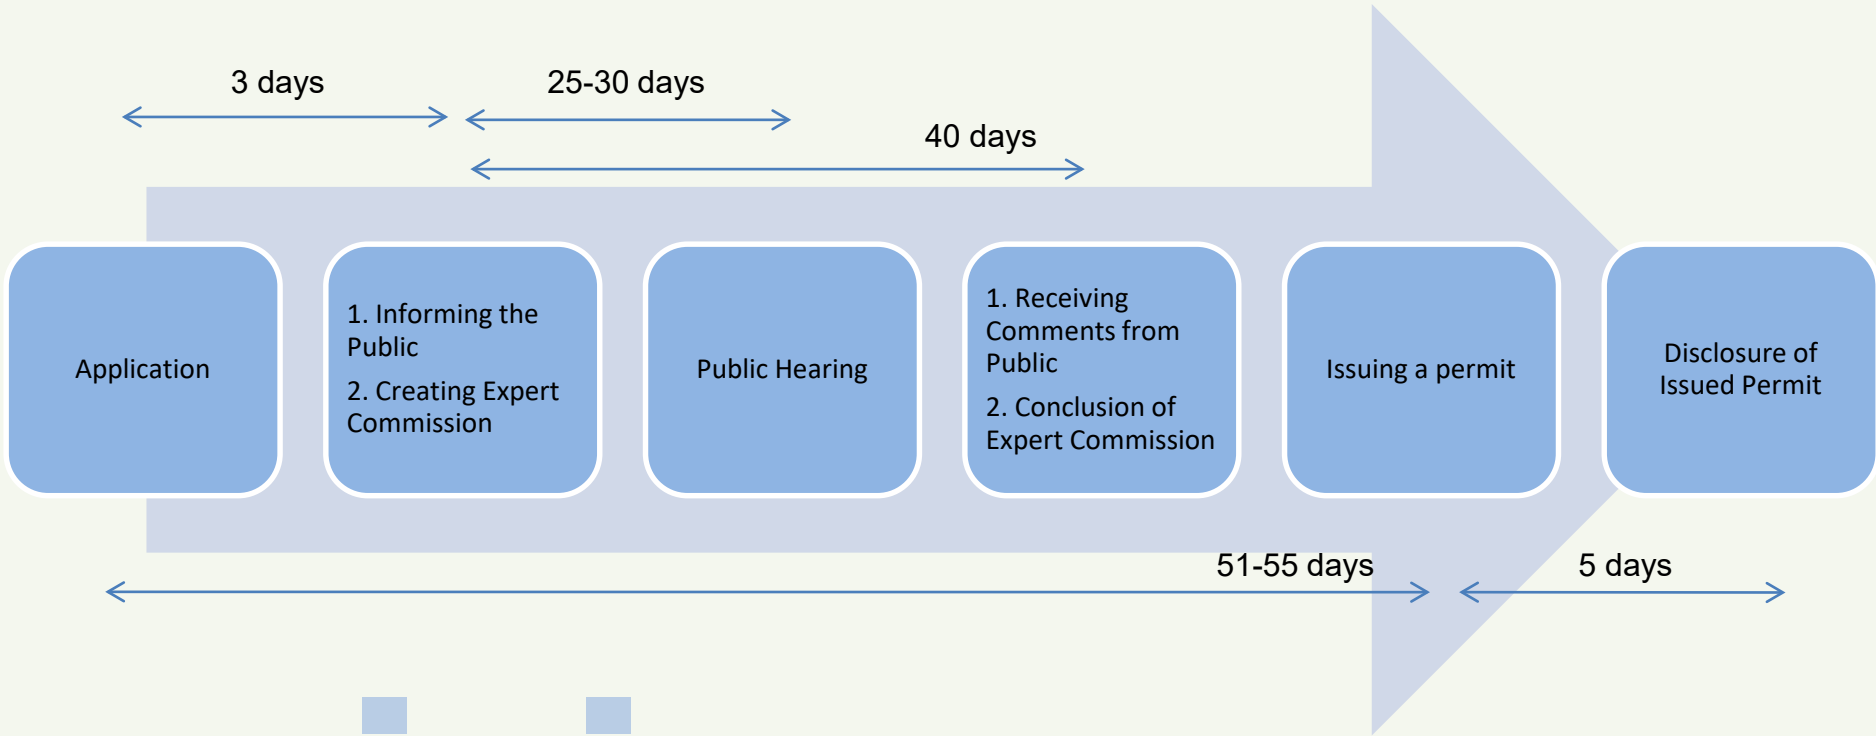 3 days
25-30 days
40 days
Application
1. Informing the
Public
2. Creating Expert
Commission
Public Hearing
1. Receiving
Comments from
Public
2. Conclusion of
Expert Commission
Issuing a permit
Disclosure of
Issued Permit
51-55 days
5 days